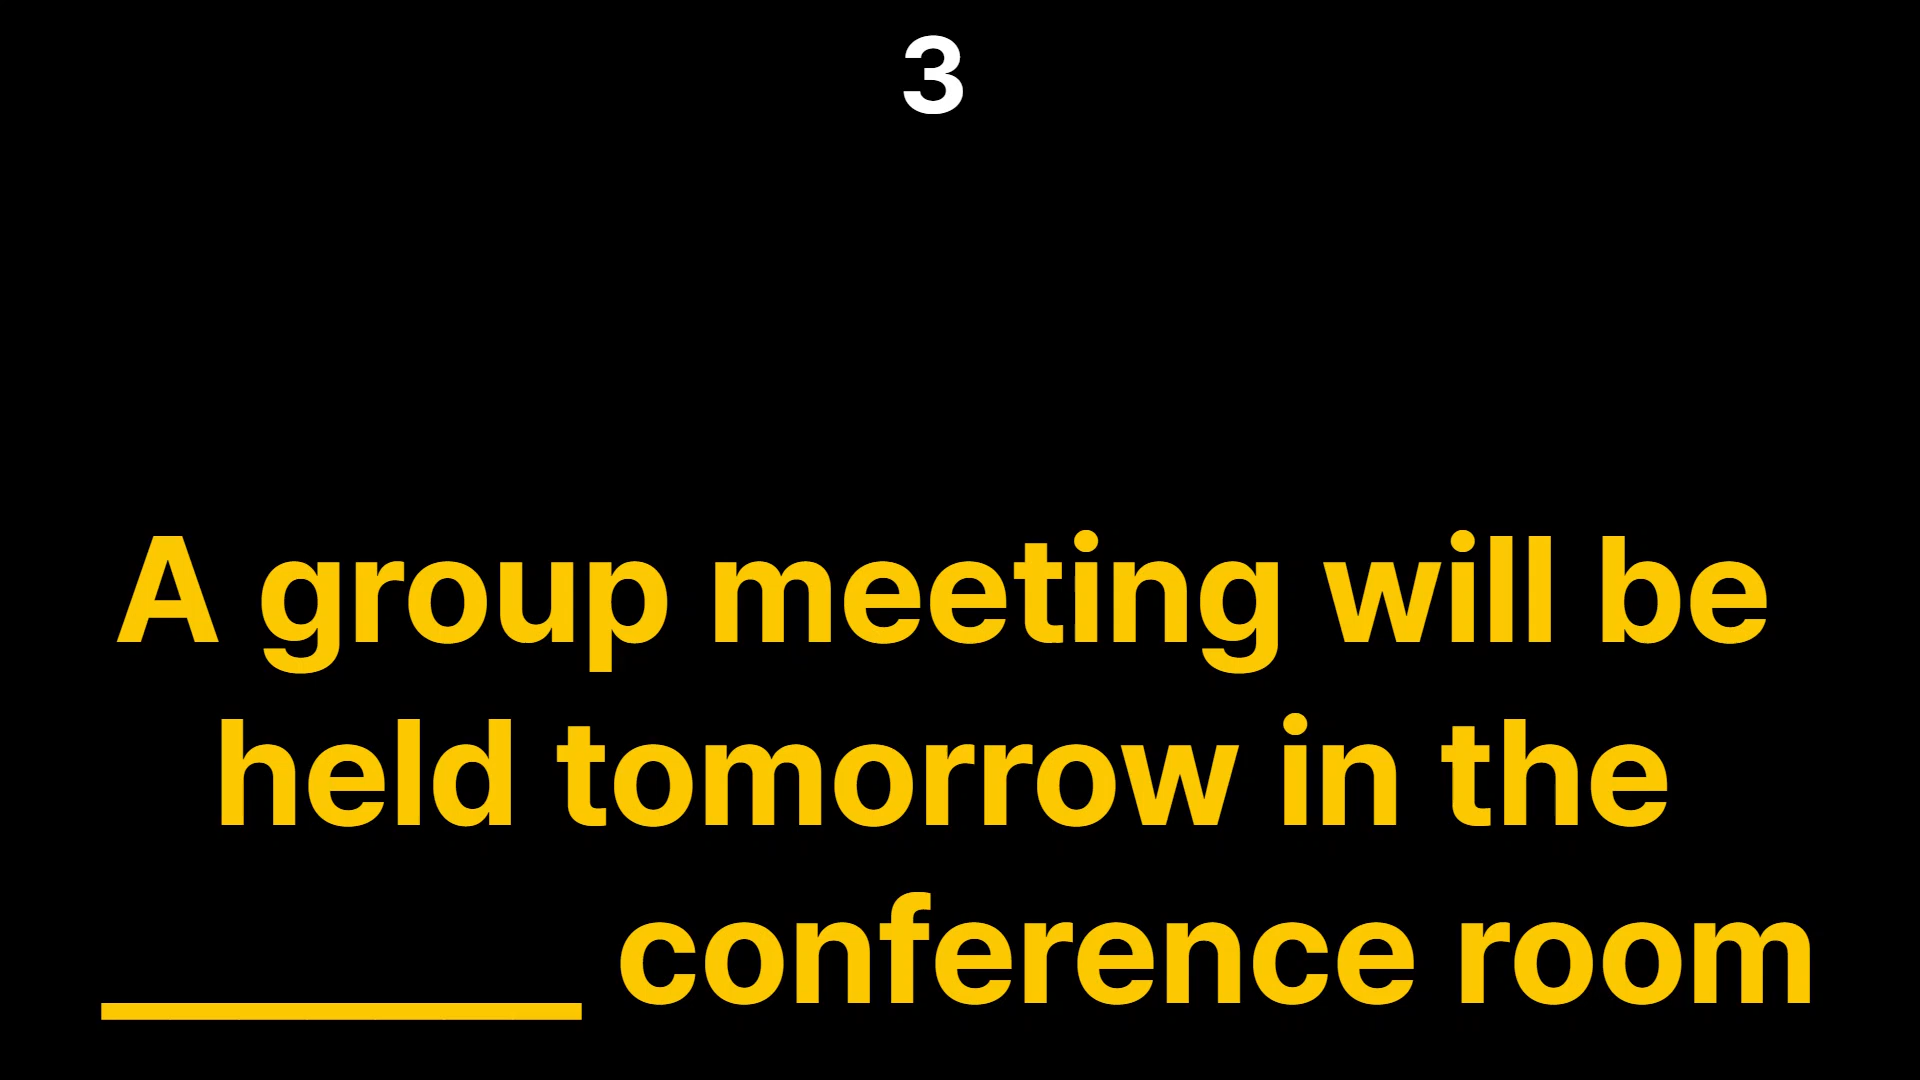 3
A group meeting will be
held tomorrow in the
_______ conference room